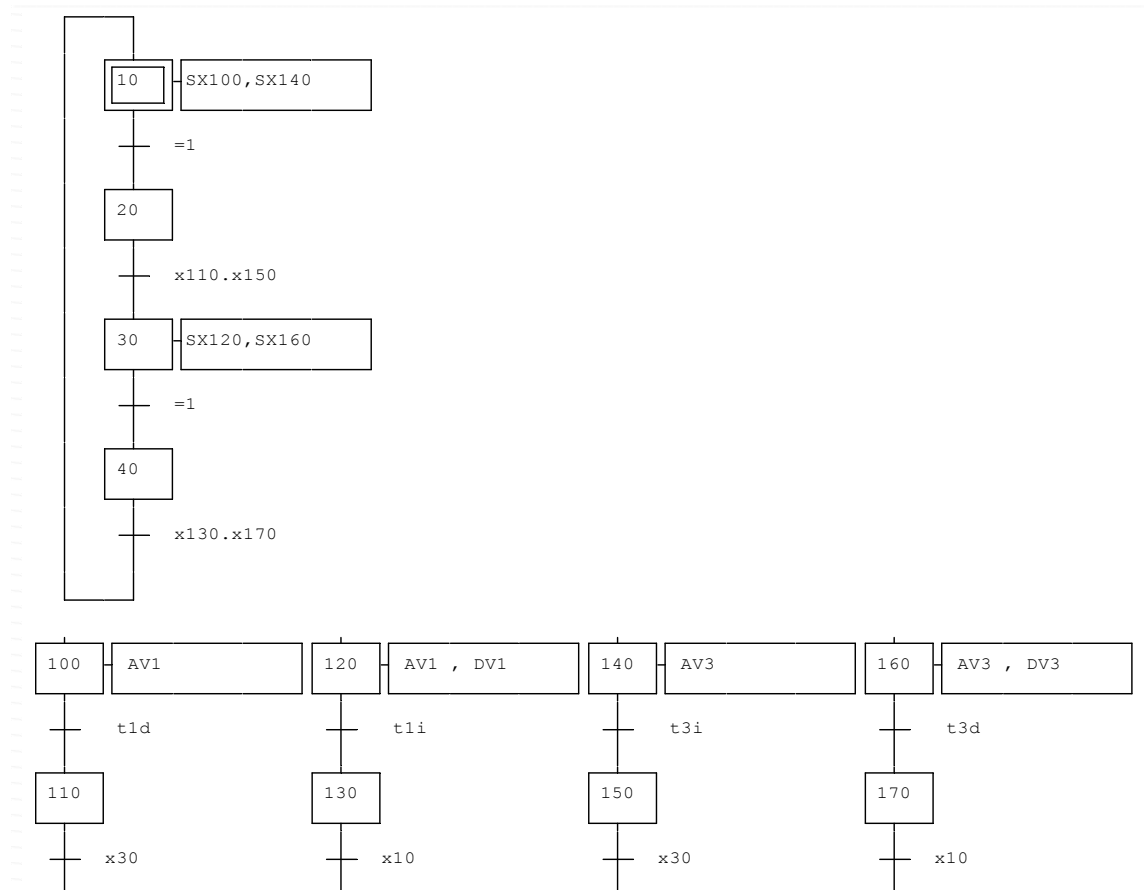 10 SX100,SX140
=1
20
x110.x150
30 SX120,SX160
=1
40
x130.x170
100 AV1 120 AV1 , DV1 140 AV3 160 AV3 , DV3
t1d t1i t3i t3d
110 130 150 170
x30 x10 x30 x10